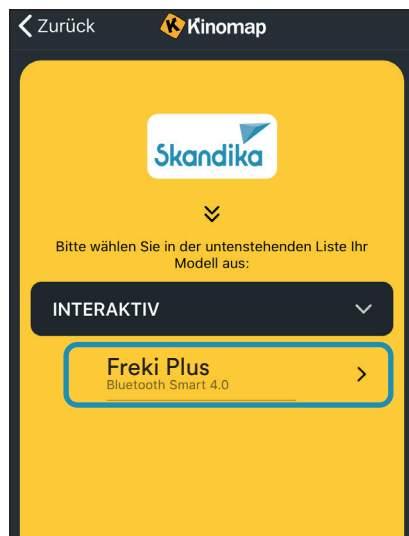 Zurück
Kinomap
Skandika
Bitte wählen Sie in der untenstehenden Liste Ihr
Modell aus:
INTERAKTIV
Freki Plus
Bluetooth Smart 4.0